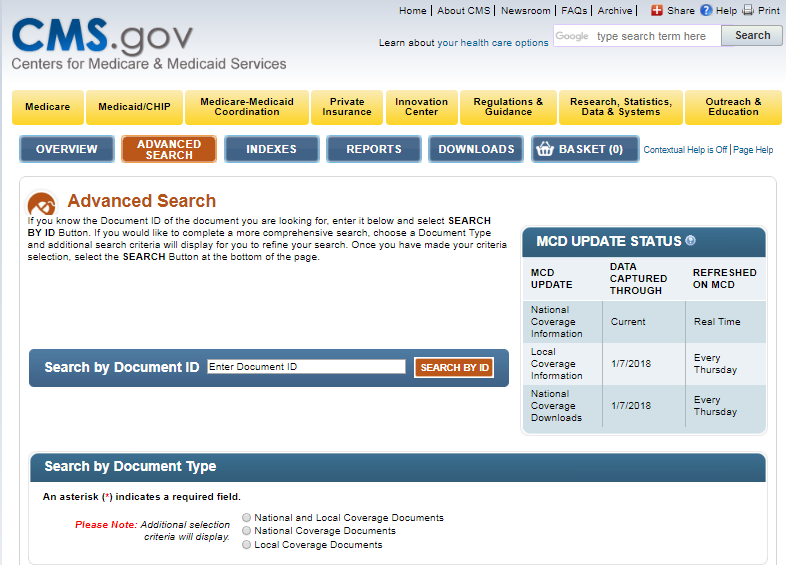 Home | About CMS | Newsroom | FAQs | Archive | Share Help Print
CMS.gov
Centers for Medicare & Medicaid Services
Learn about your health care options
Google type search term here
Search
Medicare
Medicaid/CHIP
Medicare-Medicaid
Coordination
Private
Insurance
Innovation
Center
Regulations &
Guidance
Research, Statistics,
Data & Systems
Outreach &
Education
OVERVIEW
ADVANCED
SEARCH
INDEXES
REPORTS
DOWNLOADS
BASKET (0)
Contextual Help is Off | Page Help
Advanced Search
If you know the Document ID of the document you are looking for, enter it below and select SEARCH
BY ID Button. If you would like to complete a more comprehensive search, choose a Document Type
and additional search criteria will display for you to refine your search. Once you have made your criteria
selection, select the SEARCH Button at the bottom of the page.
MCD UPDATE STATUS ?
MCD
UPDATE
DATA
CAPTURED
THROUGH
REFRESHED
ON MCD
National
Coverage
Information
Current
Real Time
Local
Coverage
Information
1/7/2018
Every
Thursday
National
Coverage
Downloads
1/7/2018
Every
Thursday
Search by Document ID
Enter Document ID
SEARCH BY ID
Search by Document Type
An asterisk (*) indicates a required field.
Please Note: Additional selection
criteria will display.
National and Local Coverage Documents
National Coverage Documents
Local Coverage Documents